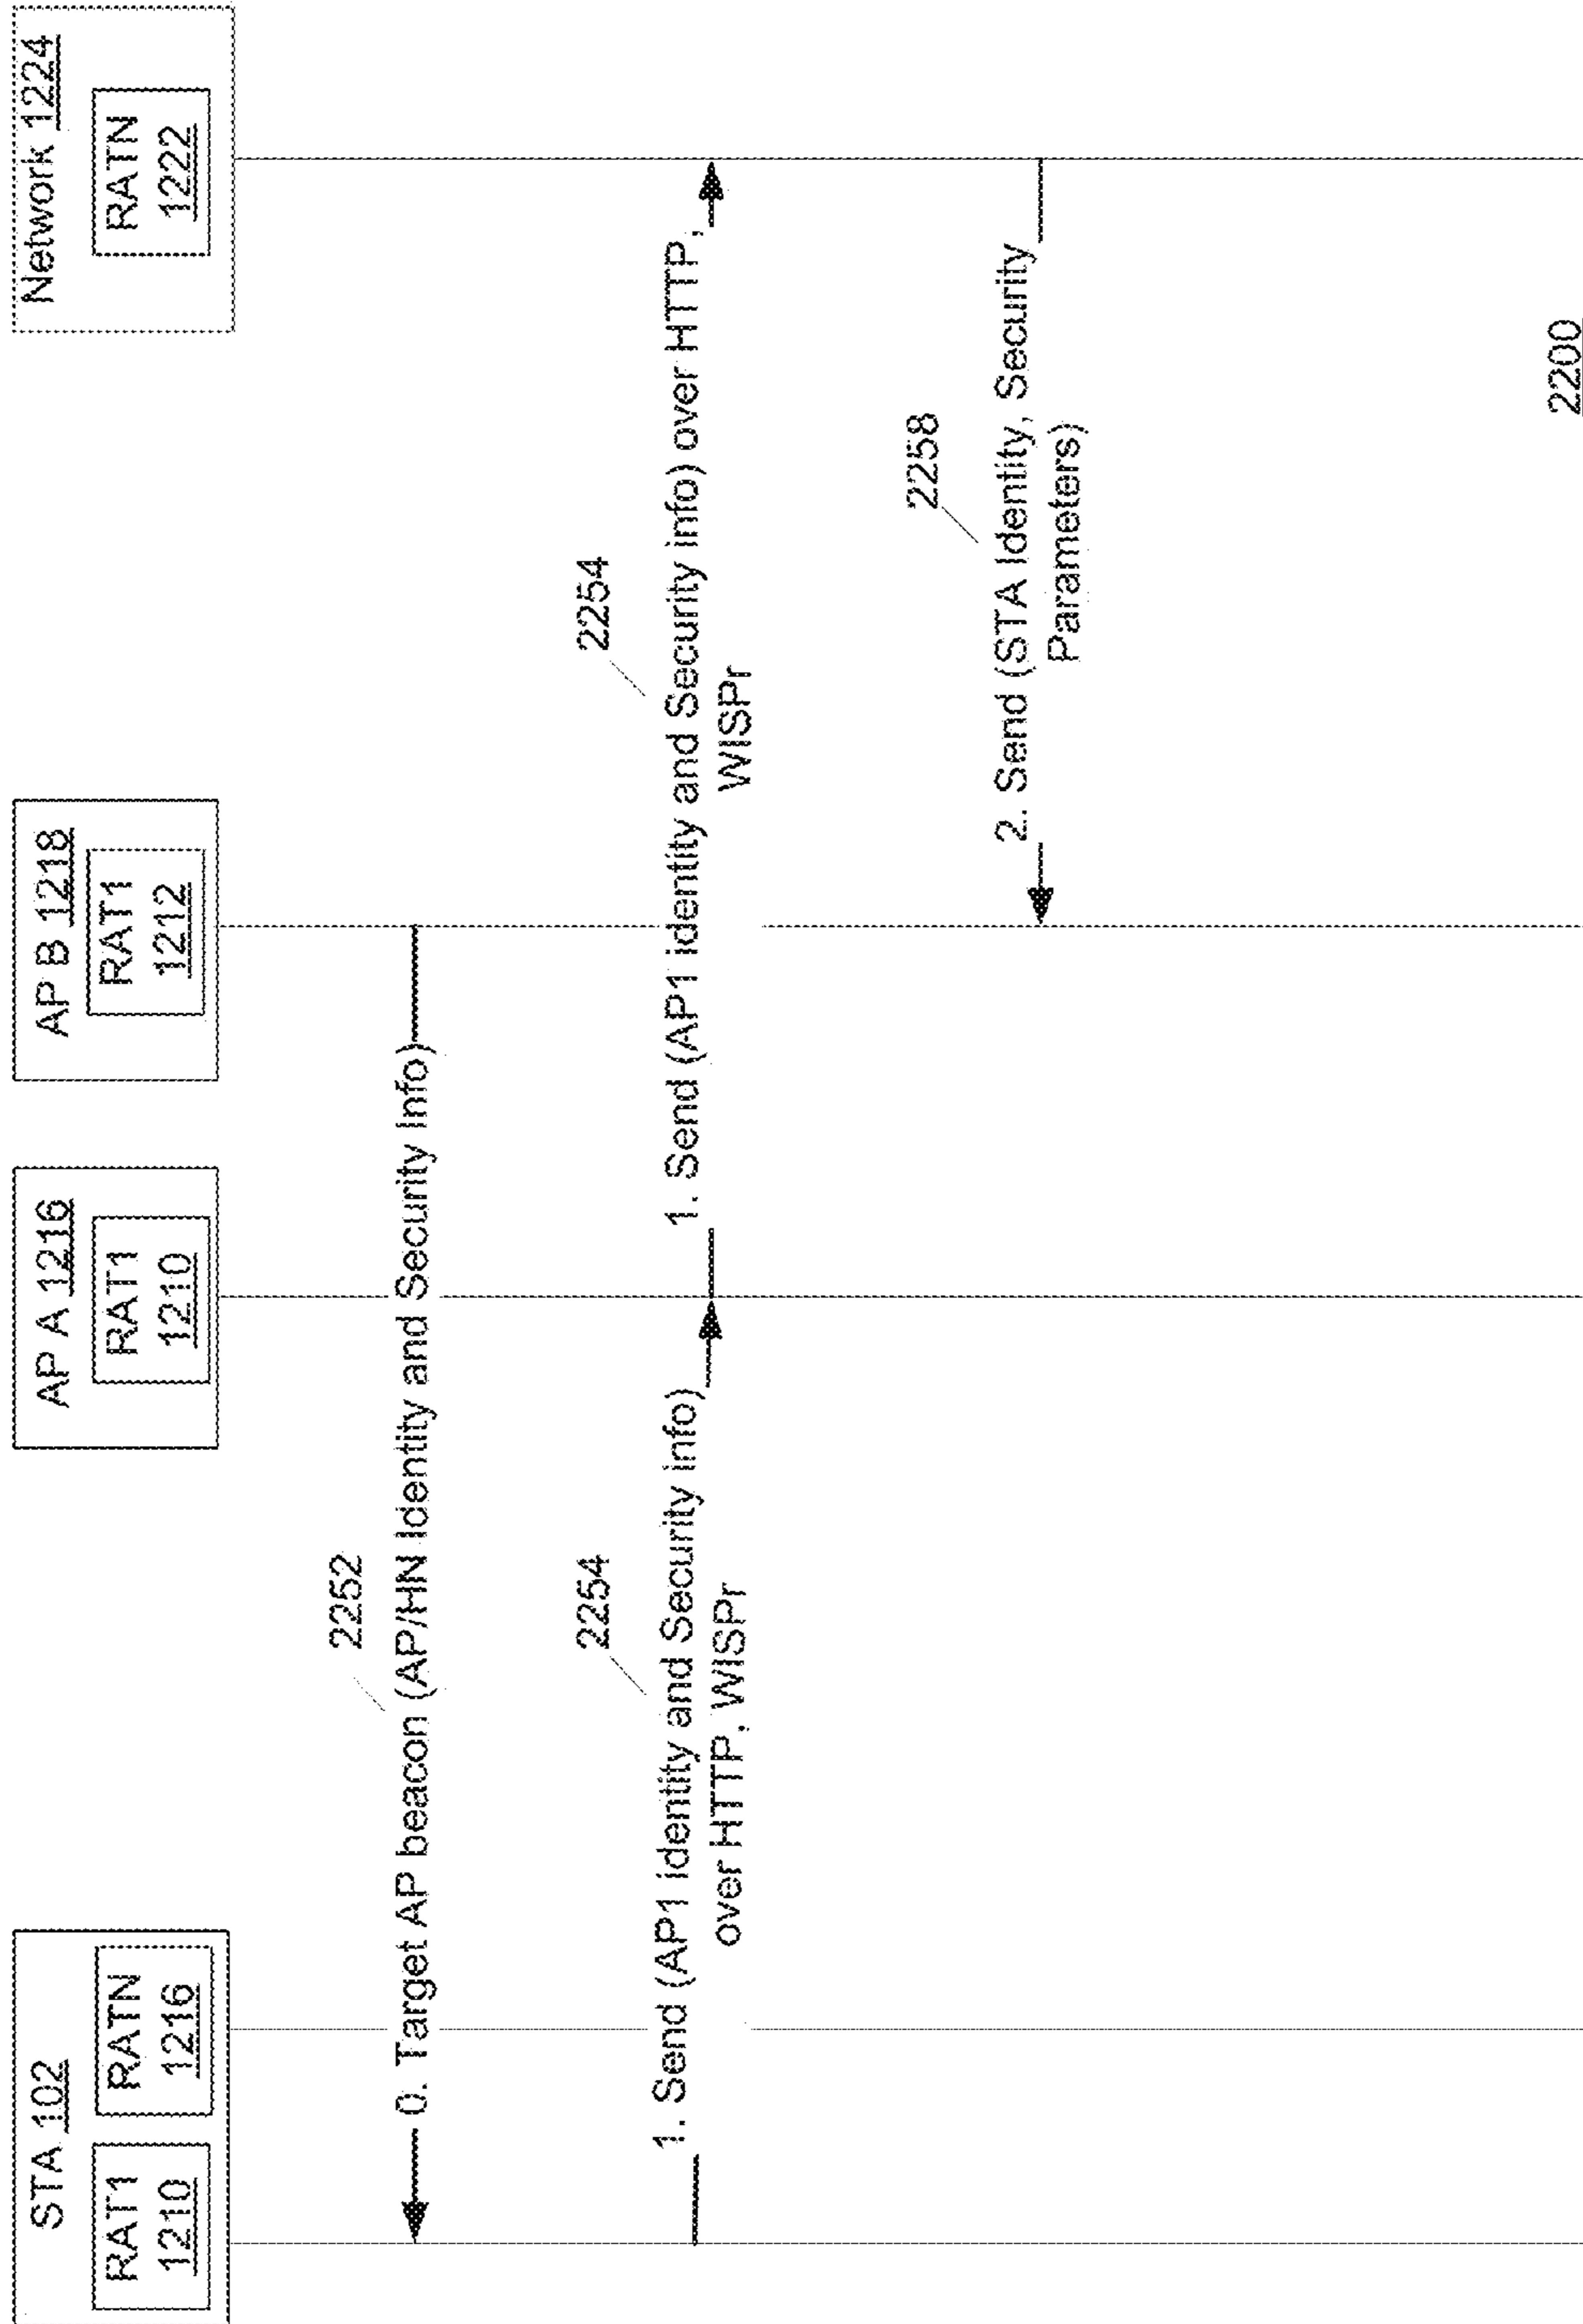 STA 102
RAT1
1210
RATN
1216
AP A 1216
RAT1
1210
AP B 1218
RAT1
1212
Network 1224
RATN
1222
2252
0. Target AP beacon (AP/HN Identity and Security Info)
2254
1. Send (AP1 identity and Security info)
over HTTP, WISPr
2254
1. Send (AP1 identity and Security info) over HTTP,
WISPr
2258
2. Send (STA Identity, Security
Parameters)
2200